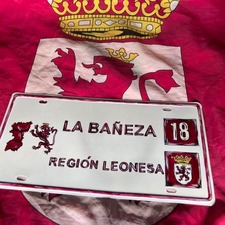 LA BAÑEZA 18
REGIÓN LEONESA